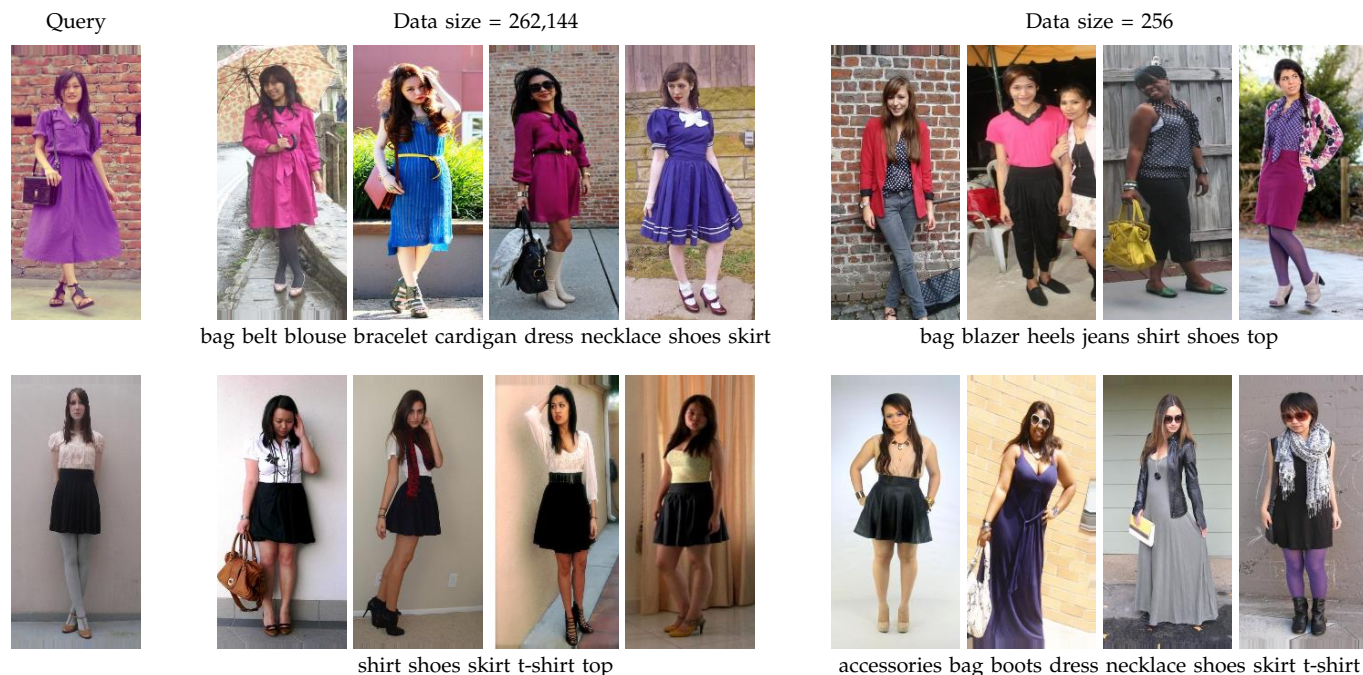 Query
Data size = 262,144
Data size = 256
bag belt blouse bracelet cardigan dress necklace shoes skirt
bag blazer heels jeans shirt shoes top
shirt shoes skirt t-shirt top
accessories bag boots dress necklace shoes skirt t-shirt